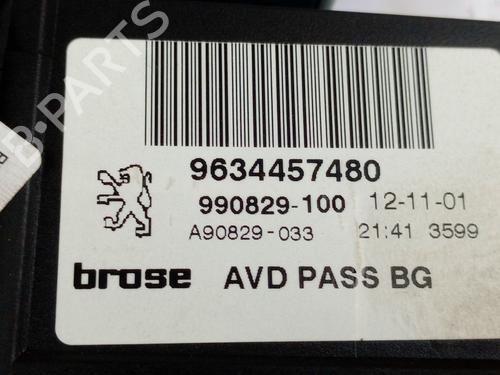 B-PARTS
9634457480
990829-100 12-11-01
A90829-033 21:41 3599
brose AVD PASS BG